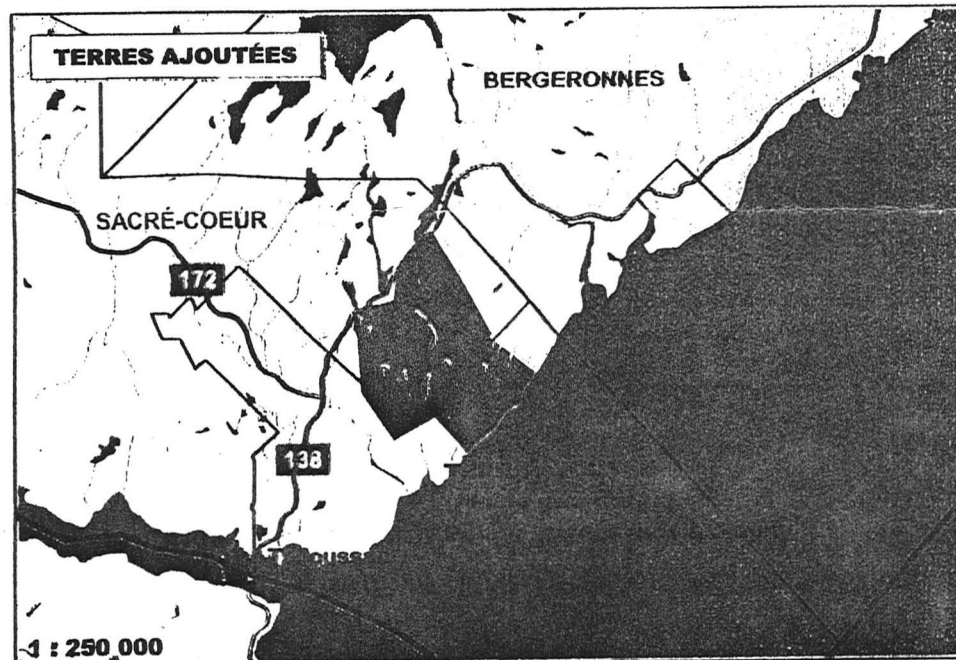 TERRES AJOUTÉES
BERGERONNES
SACRÉ-COEUR
172
138
1 : 250 000